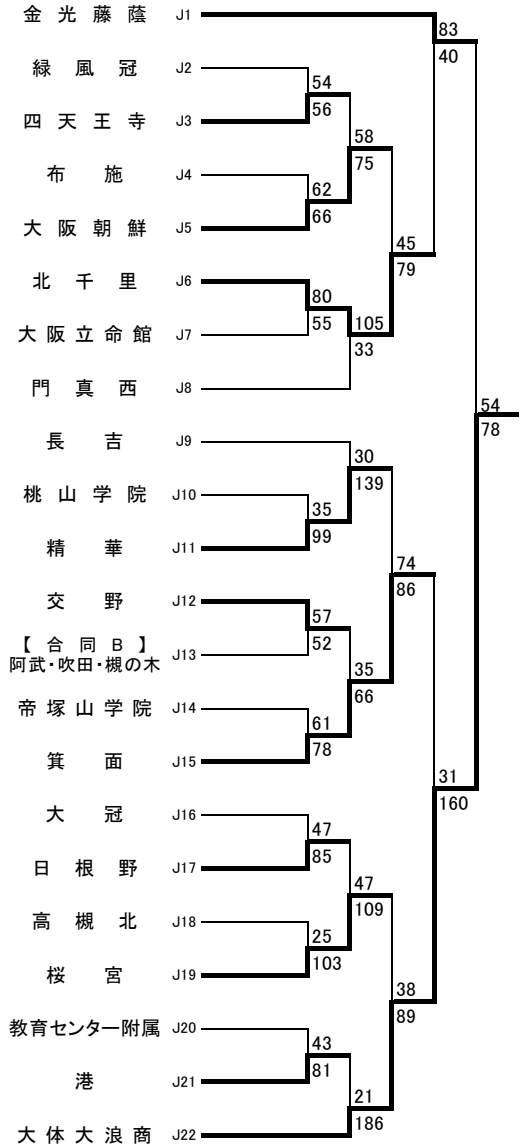 金光藤蔭 J1
83
40
緑風冠 J2
54
56
四天王寺 J3
58
75
布施 J4
62
66
大阪朝鮮 J5
45
79
北千里 J6
80
55
105
33
大阪立命館 J7
門真西 J8
54
78
長吉 J9
30
139
桃山学院 J10
35
99
精華 J11
74
86
交野 J12
57
52
【合同B】
阿武・吹田・槻の木 J13
35
66
帝塚山学院 J14
61
78
箕面 J15
31
160
大冠 J16
47
85
日根野 J17
47
109
高槻北 J18
25
103
桜宮 J19
38
89
教育センター附属 J20
43
81
港 J21
21
186
大体大浪商 J22